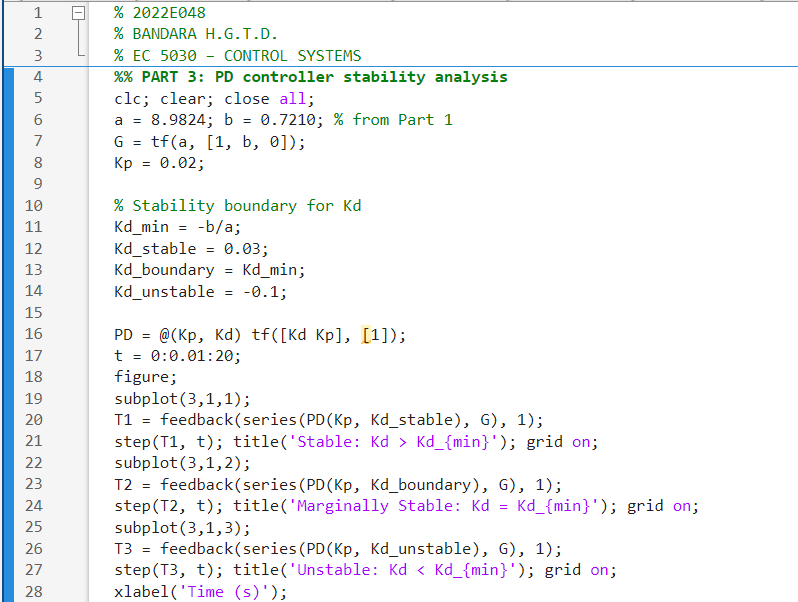 1 % 2022E048
2 % BANDARA H.G.T.D.
3 % EC 5030 – CONTROL SYSTEMS
4 %% PART 3: PD controller stability analysis
5 clc; clear; close all;
6 a = 8.9824; b = 0.7210; % from Part 1
7 G = tf(a, [1, b, 0]);
8 Kp = 0.02;
9
10 % Stability boundary for Kd
11 Kd_min = -b/a;
12 Kd_stable = 0.03;
13 Kd_boundary = Kd_min;
14 Kd_unstable = -0.1;
15
16 PD = @(Kp, Kd) tf([Kd Kp], [1]);
17 t = 0:0.01:20;
18 figure;
19 subplot(3,1,1);
20 T1 = feedback(series(PD(Kp, Kd_stable), G), 1);
21 step(T1, t); title('Stable: Kd > Kd_{min}'); grid on;
22 subplot(3,1,2);
23 T2 = feedback(series(PD(Kp, Kd_boundary), G), 1);
24 step(T2, t); title('Marginally Stable: Kd = Kd_{min}'); grid on;
25 subplot(3,1,3);
26 T3 = feedback(series(PD(Kp, Kd_unstable), G), 1);
27 step(T3, t); title('Unstable: Kd < Kd_{min}'); grid on;
28 xlabel('Time (s)');